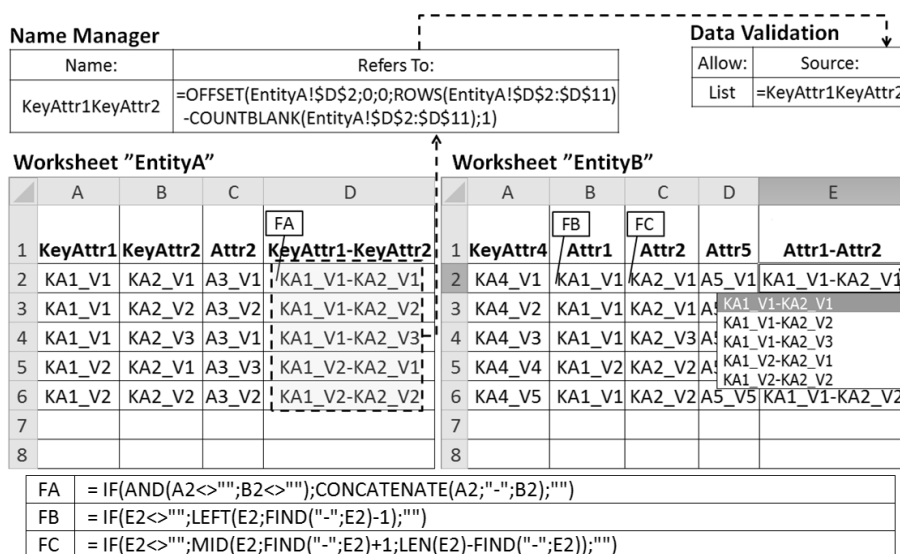 Name Manager
Name: Refers To:
KeyAttr1KeyAttr2 =OFFSET(EntityA!$D$2;0;0;ROWS(EntityA!$D$2:$D$11)
-COUNTBLANK(EntityA!$D$2:$D$11);1)
Data Validation
Allow: Source:
List =KeyAttr1KeyAttr2
Worksheet ”EntityA”
A B C D
FA
1 KeyAttr1 KeyAttr2 Attr2 KeyAttr1-KeyAttr2
2 KA1_V1 KA2_V1 A3_V1 KA1_V1-KA2_V1
3 KA1_V1 KA2_V2 A3_V2 KA1_V1-KA2_V2
4 KA1_V1 KA2_V3 A3_V1 KA1_V1-KA2_V3
5 KA1_V2 KA2_V1 A3_V3 KA1_V2-KA2_V1
6 KA1_V2 KA2_V2 A3_V2 KA1_V2-KA2_V2
7
8
Worksheet ”EntityB”
A B C D E
FB FC
1 KeyAttr4 Attr1 Attr2 Attr5 Attr1-Attr2
2 KA4_V1 KA1_V1 KA2_V1 A5_V1 KA1_V1-KA2_V1
3 KA4_V2 KA1_V1 KA2_V2
4 KA4_V3 KA1_V1 KA2_V3
5 KA4_V4 KA1_V2 KA2_V2
6 KA4_V5 KA1_V1 KA2_V2 A5_V5 KA1_V1-KA2_V2
7
8
KA1_V1-KA2_V1
KA1_V1-KA2_V2
KA1_V1-KA2_V3
KA1_V2-KA2_V1
KA1_V2-KA2_V2
FA = IF(AND(A2<>"";B2<>"");CONCATENATE(A2;"-";B2);"")
FB = IF(E2<>"";LEFT(E2;FIND("-";E2)-1);"")
FC = IF(E2<>"";MID(E2;FIND("-";E2)+1;LEN(E2)-FIND("-";E2));"")